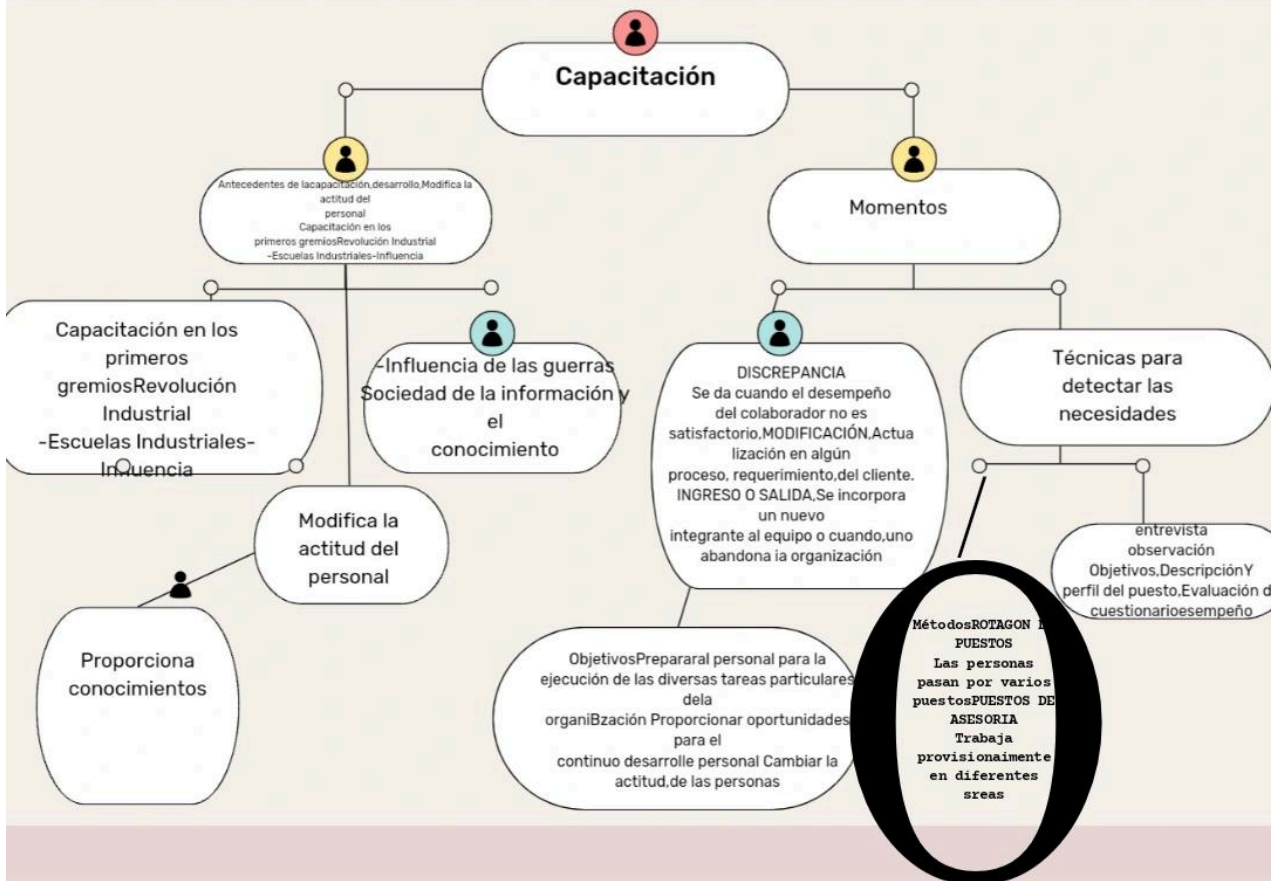 Capacitación
Antecedentes de lacapacitación,desarrollo,Modifica la
actitud del
personal
Capacitación en los
primeros gremiosRevolución Industrial
-Escuelas Industriales-Influencia
Momentos
Capacitación en los
primeros
gremiosRevolución
Industrial
-Escuelas Industriales-
Influencia
-Influencia de las guerras
Sociedad de la información y
el
conocimiento
Modifica la
actitud del
personal
Proporciona
conocimientos
DISCREPANCIA
Se da cuando el desempeño
del colaborador no es
satisfactorio,MODIFICACIÓN,Actua
lización en algún
proceso, requerimiento,del cliente.
INGRESO O SALIDA,Se incorpora
un nuevo
integrante al equipo o cuando,uno
abandona ia organización
ObjetivosPrepararal personal para la
ejecución de las diversas tareas particulares
dela
organiBzación Proporcionar oportunidades
para el
continuo desarrolle personal Cambiar la
actitud,de las personas
Técnicas para
detectar las
necesidades
entrevista
observación
Objetivos,DescripciónY
perfil del puesto,Evaluación d
cuestionarioesempeño
MétodosROTAGON D
PUESTOS
Las personas
pasan por varios
puestosPUESTOS DE
ASESORIA
Trabaja
provisionaimente
en diferentes
sreas